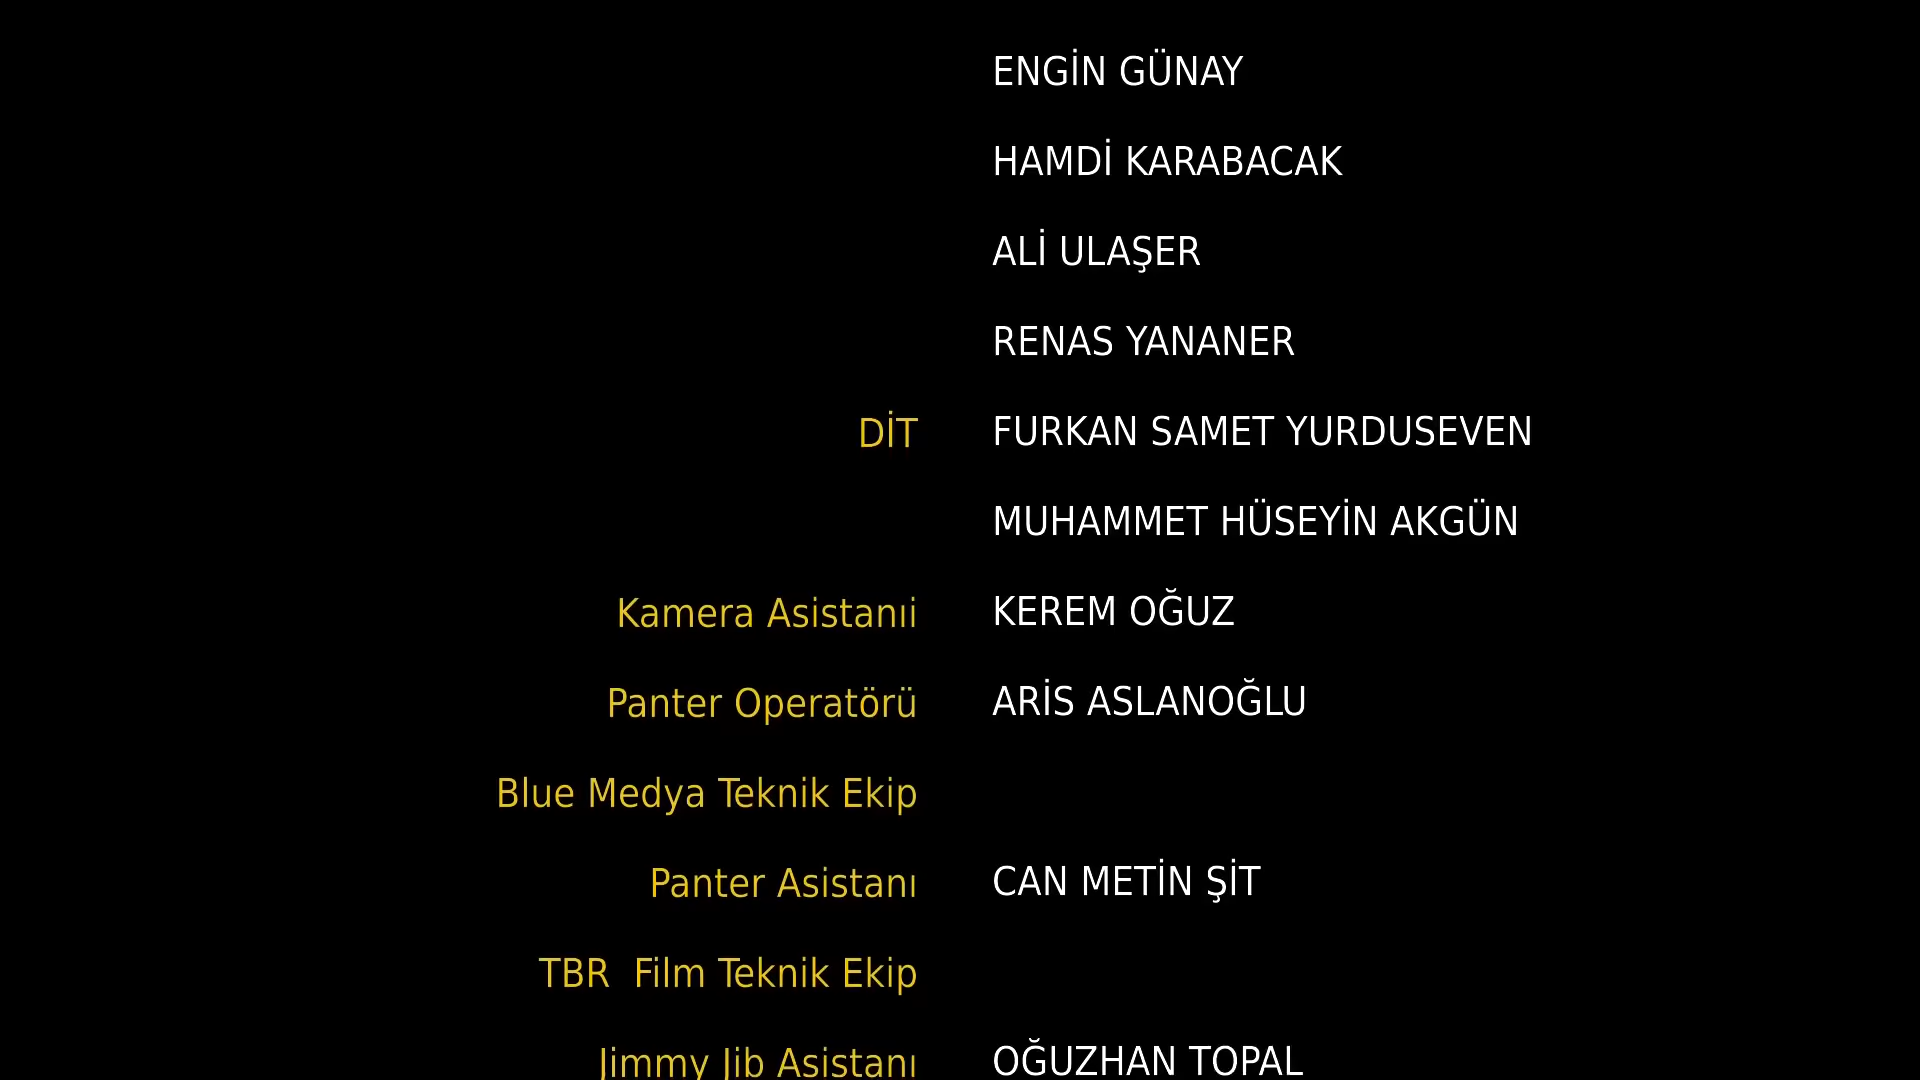 ENGİN GÜNAY
HAMDİ KARABACAK
ALİ ULAŞER
RENAS YANANER
DİT FURKAN SAMET YURDUSEVEN
MUHAMMET HÜSEYİN AKGÜN
Kamera Asistanıi KEREM OĞUZ
Panter Operatörü ARİS ASLANOĞLU
Blue Medya Teknik Ekip
Panter Asistanı CAN METİN ŞİT
TBR  Film Teknik Ekip
Jimmy Jib Asistanı OĞUZHAN TOPAL